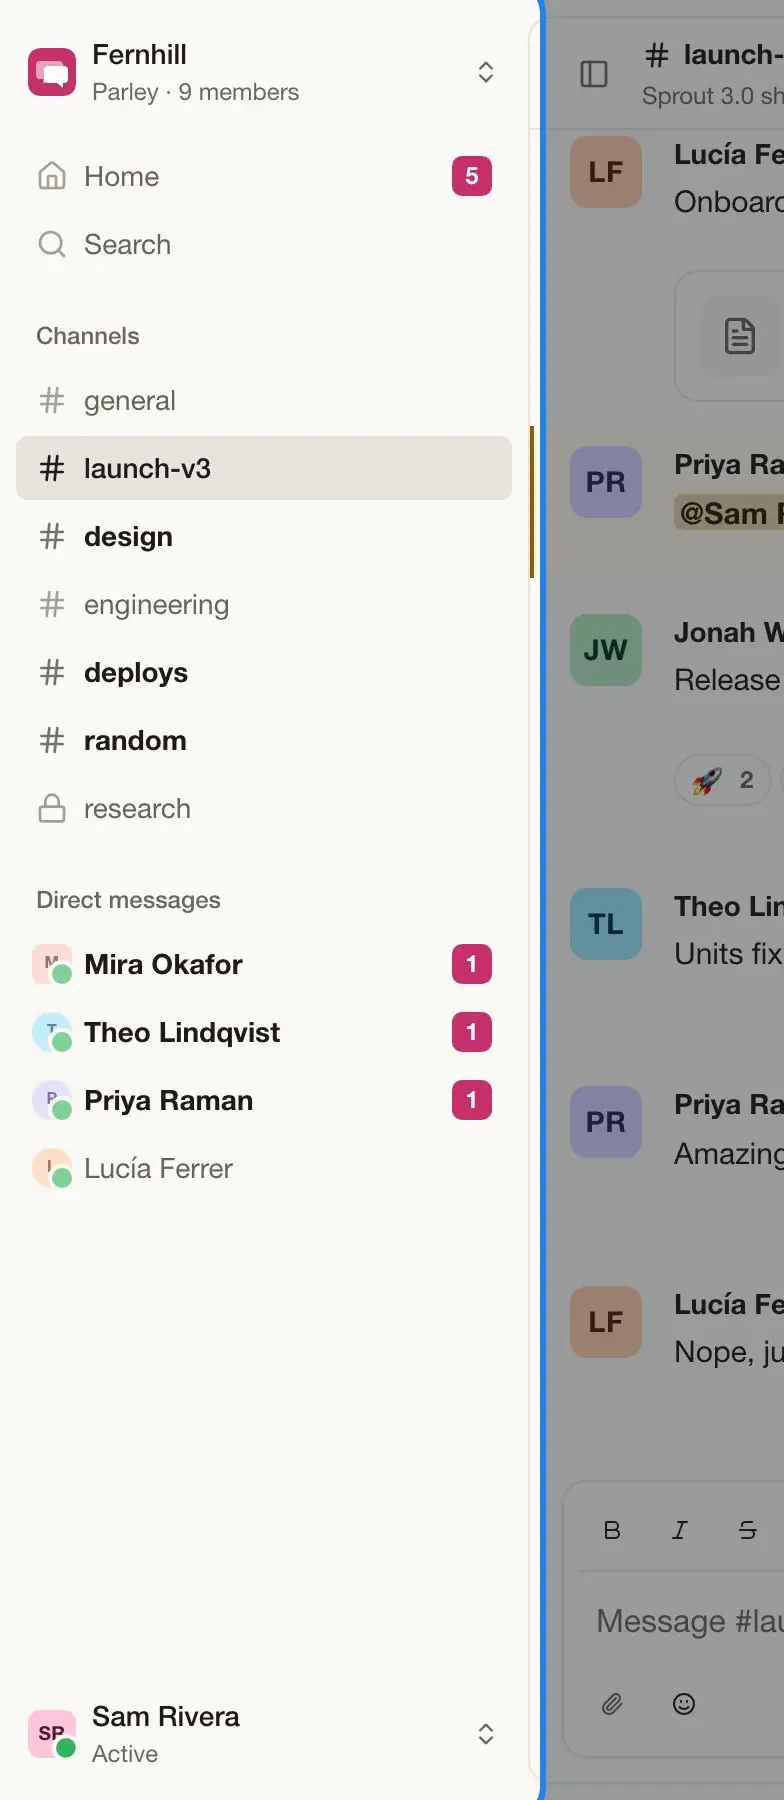 Fernhill
Parley · 9 members
Home 5
Search
Channels
general
launch-v3
design
engineering
deploys
random
research
Direct messages
M Mira Okafor 1
T Theo Lindqvist 1
P Priya Raman 1
L Lucía Ferrer
SR Sam Rivera
Active
# launch-
Sprout 3.0 sh
LF Lucía Fe
Onboard
PR Priya Ra
@Sam R
JW Jonah W
Release
🚀 2
TL Theo Lin
Units fix
PR Priya Ra
Amazing
LF Lucía Fe
Nope, ju
B I S
Message #lau